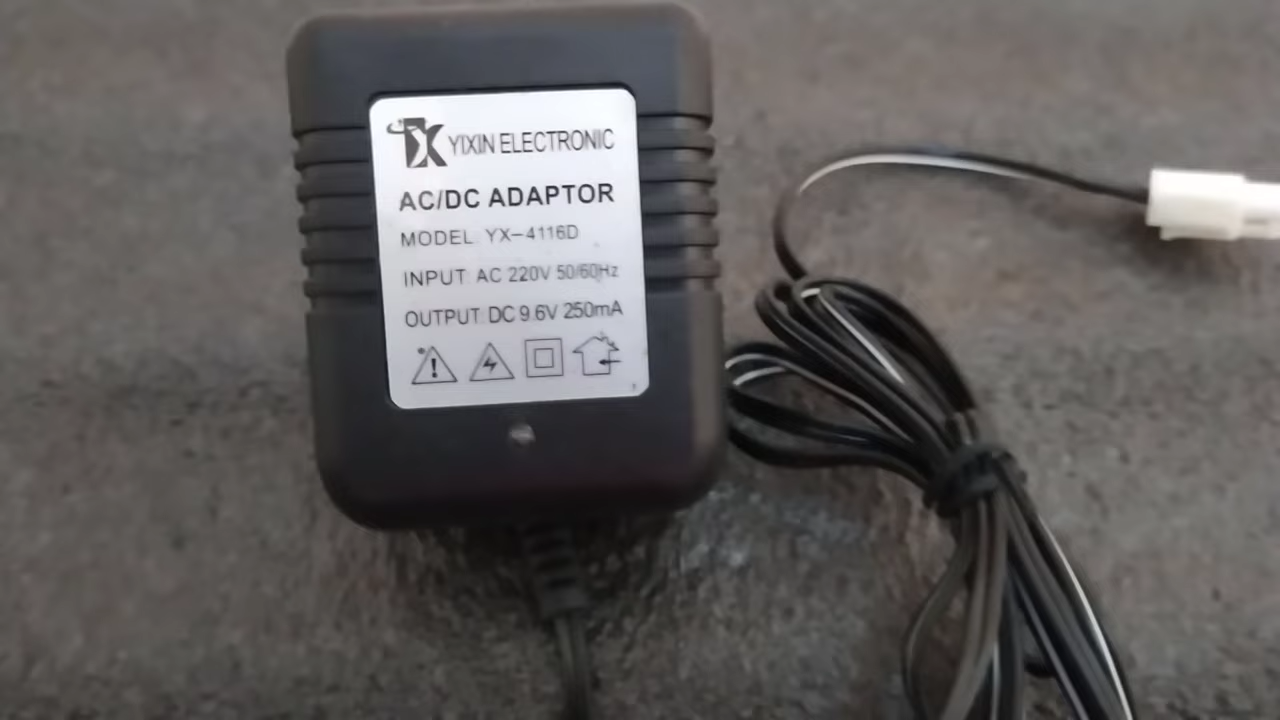 YIXIN ELECTRONIC
AC/DC ADAPTOR
MODEL: YX-4116D
INPUT: AC 220V 50/60Hz
OUTPUT: DC 9.6V 250mA